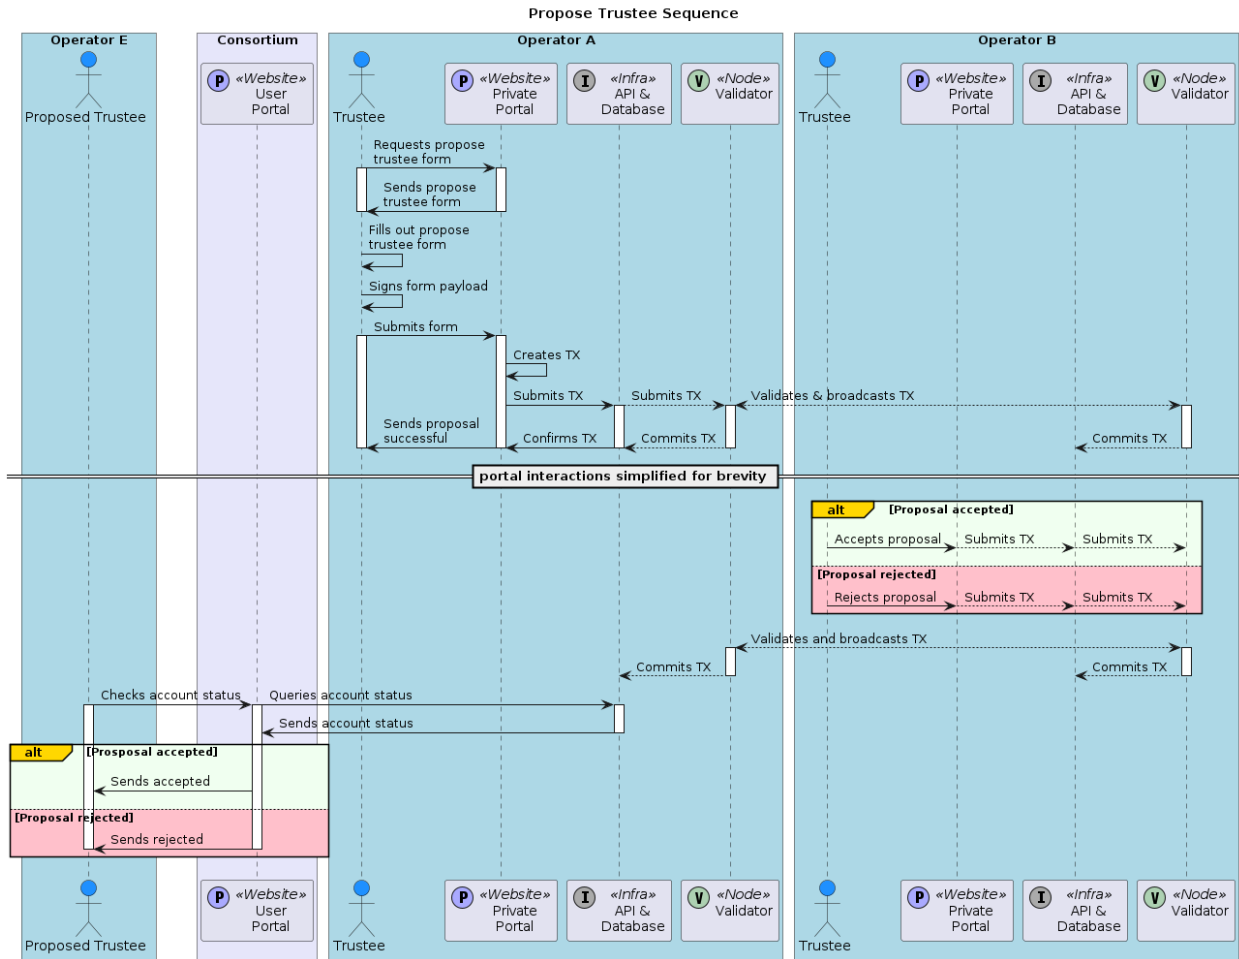 Propose Trustee Sequence
Operator E
Consortium
Operator A
Operator B
Proposed Trustee
P «Website»
User
Portal
Trustee
P «Website»
Private
Portal
I «Infra»
API &
Database
V «Node»
Validator
Trustee
P «Website»
Private
Portal
I «Infra»
API &
Database
V «Node»
Validator
Requests propose
trustee form
Sends propose
trustee form
Fills out propose
trustee form
Signs form payload
Submits form
Creates TX
Submits TX
Submits TX
Validates & broadcasts TX
Sends proposal
successful
Confirms TX
Commits TX
Commits TX
portal interactions simplified for brevity
alt [Proposal accepted]
Accepts proposal
Submits TX
Submits TX
[Proposal rejected]
Rejects proposal
Submits TX
Submits TX
Validates and broadcasts TX
Commits TX
Commits TX
Checks account status
Queries account status
Sends account status
alt [Prosposal accepted]
Sends accepted
[Proposal rejected]
Sends rejected
Proposed Trustee
P «Website»
User
Portal
Trustee
P «Website»
Private
Portal
I «Infra»
API &
Database
V «Node»
Validator
Trustee
P «Website»
Private
Portal
I «Infra»
API &
Database
V «Node»
Validator